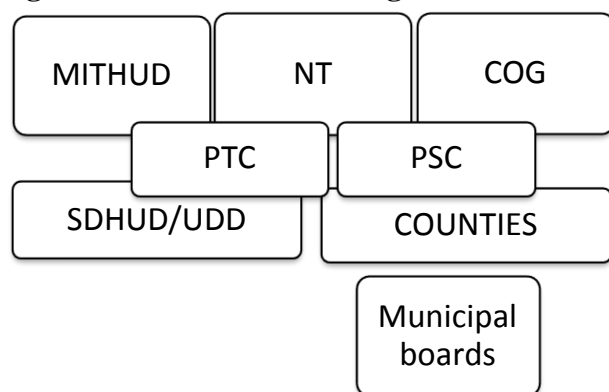 MITHUD
NT
COG
PTC
PSC
SDHUD/UDD
COUNTIES
Municipal
boards